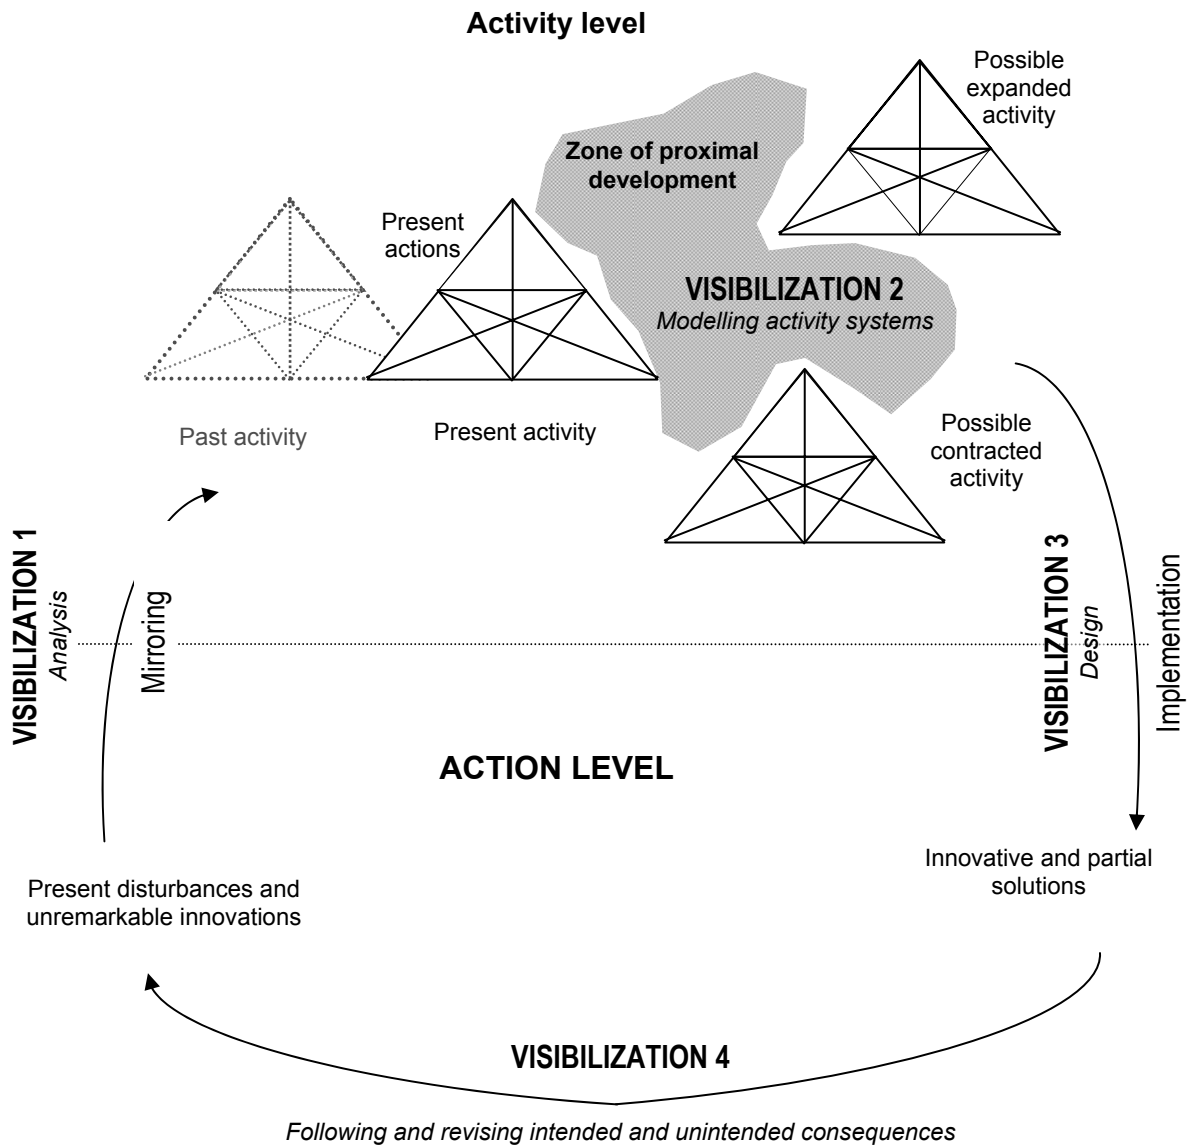 Activity level
Possible
expanded
activity
Zone of proximal
development
Present
actions
VISIBILIZATION 2
Modelling activity systems
Past activity
Present activity
Possible
contracted
activity
VISIBILIZATION 1
Analysis
Mirroring
VISIBILIZATION 3
Design
Implementation
ACTION LEVEL
Present disturbances and
unremarkable innovations
Innovative and partial
solutions
VISIBILIZATION 4
Following and revising intended and unintended consequences